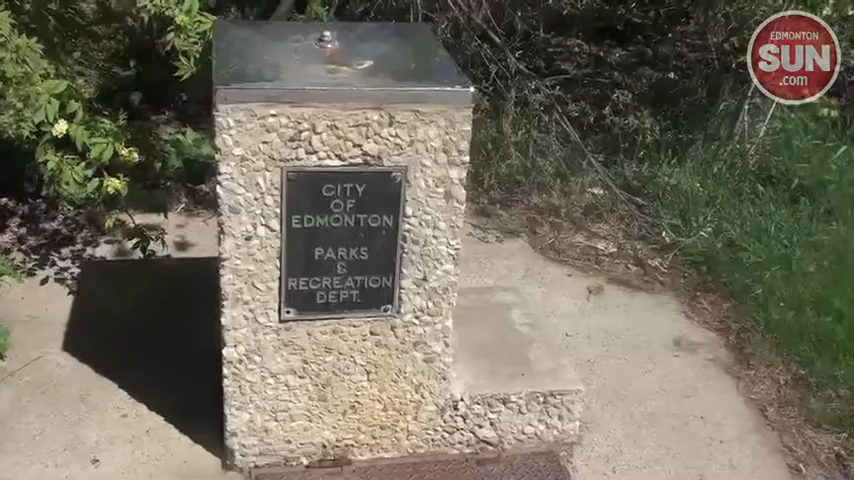 CITY
OF
EDMONTON
PARKS
&
RECREATION
DEPT.
EDMONTON
SUN
.com